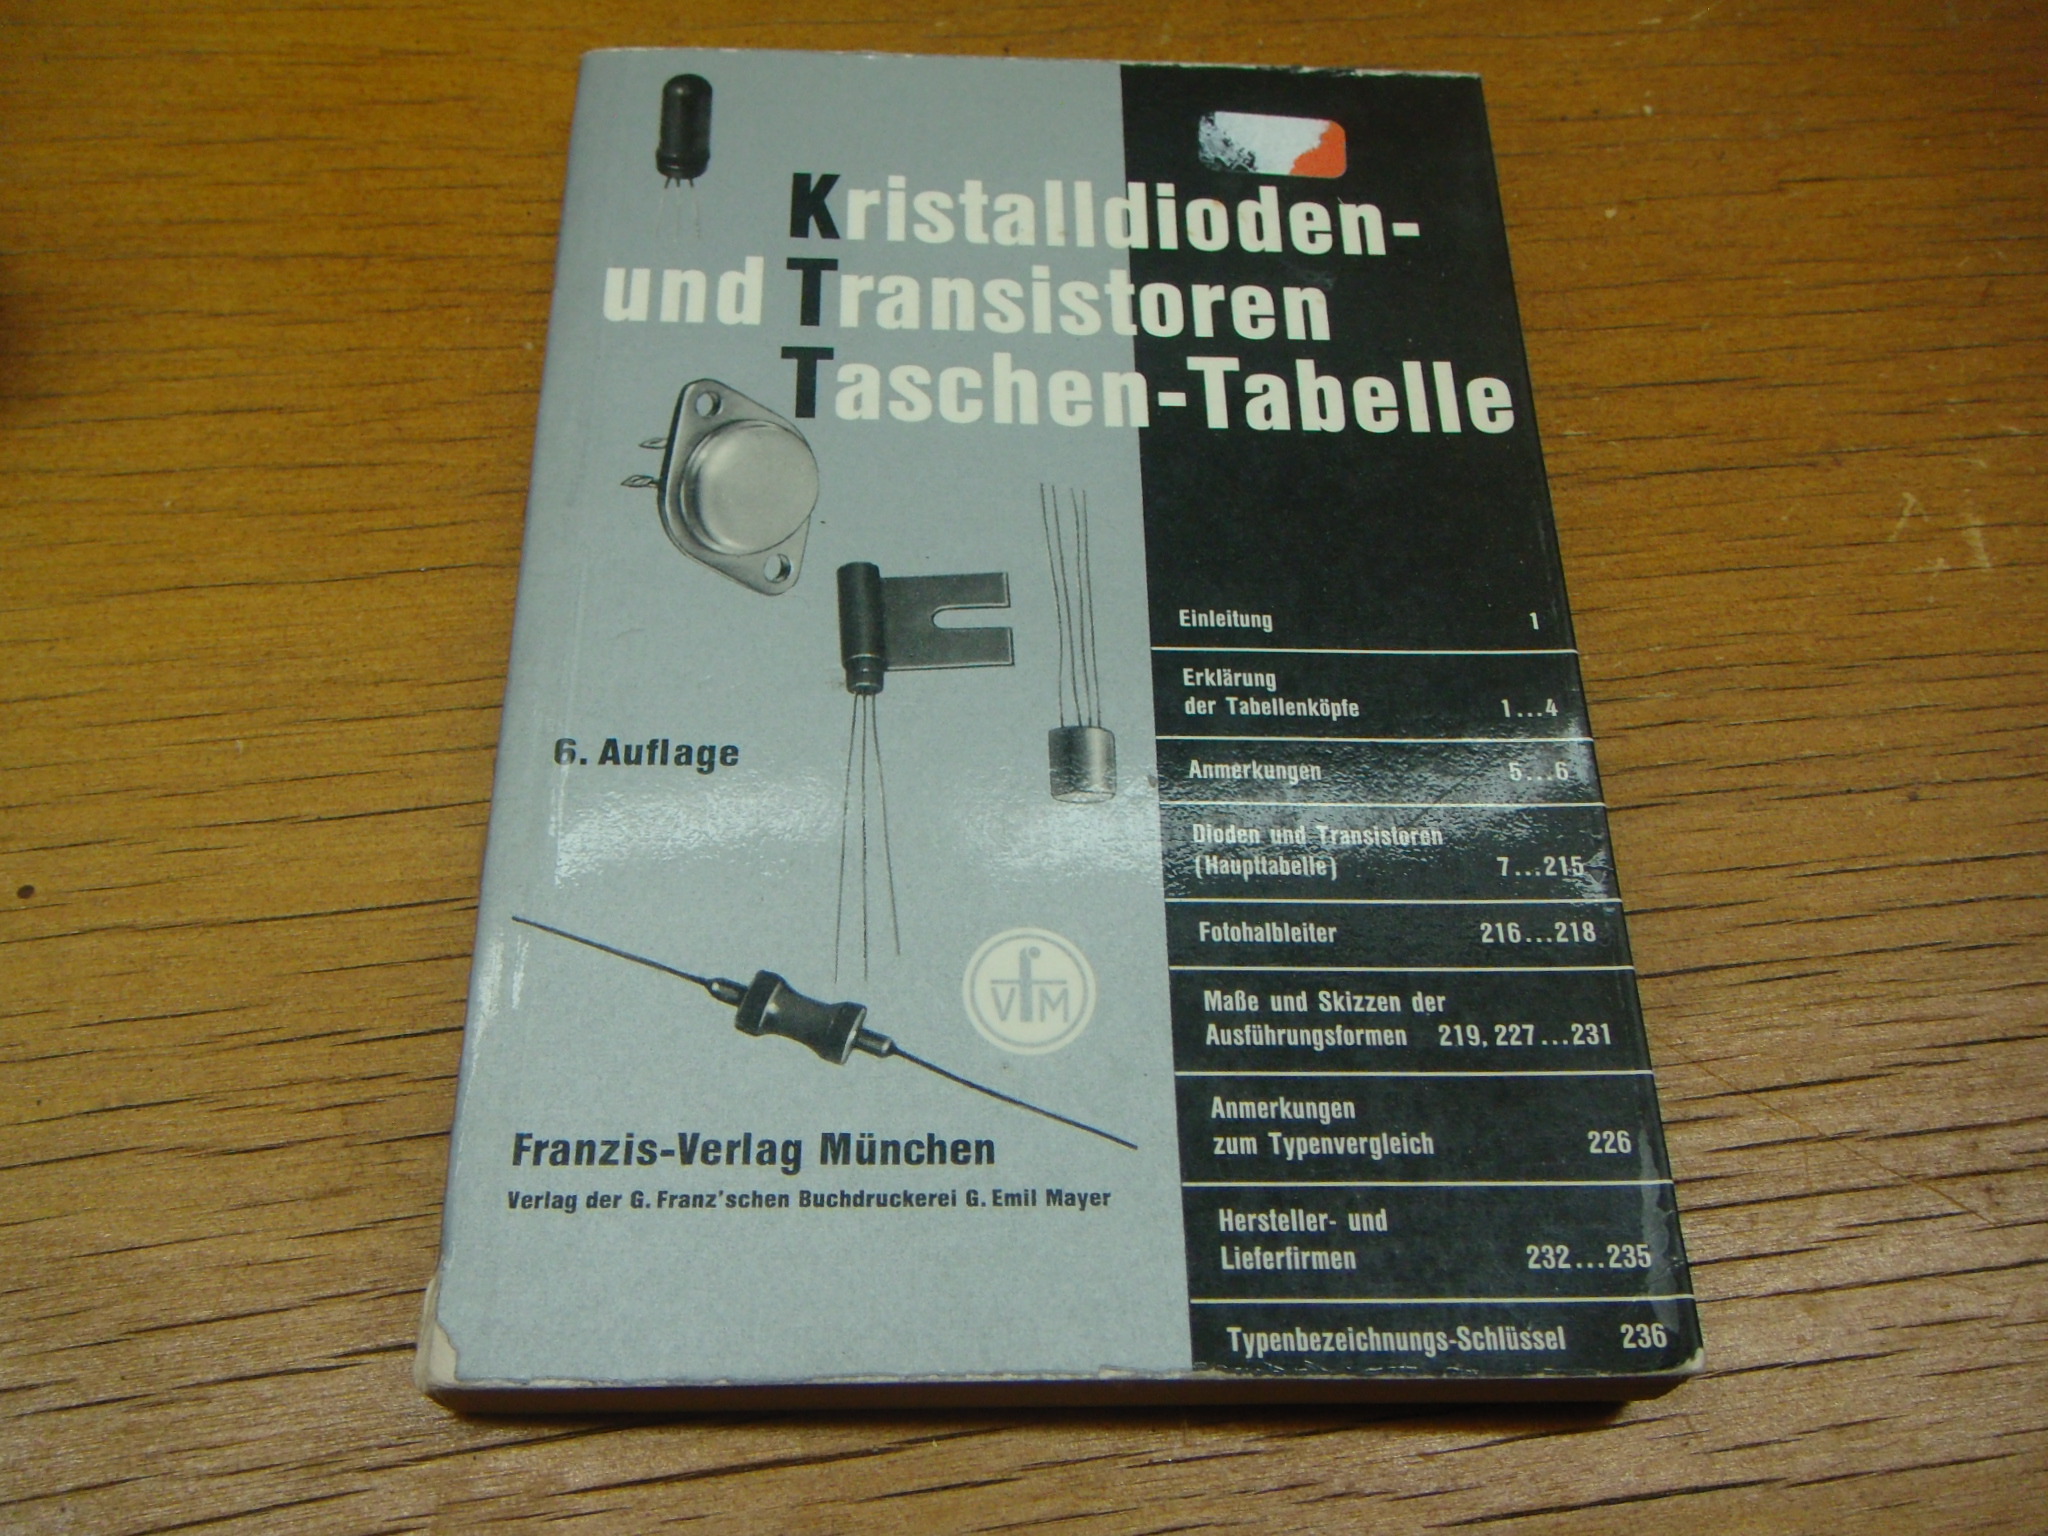 Kristalldioden-
und Transistoren
Taschen-Tabelle
6. Auflage
VFM
Franzis-Verlag München
Verlag der G. Franz'schen Buchdruckerei G. Emil Mayer
Einleitung 1
Erklärung
der Tabellenköpfe 1...4
Anmerkungen 5...6
Dioden und Transistoren
(Haupttabelle) 7...215
Fotohalbleiter 216...218
Maße und Skizzen der
Ausführungsformen 219, 227...231
Anmerkungen
zum Typenvergleich 226
Hersteller- und
Lieferfirmen 232...235
Typenbezeichnungs-Schlüssel 236